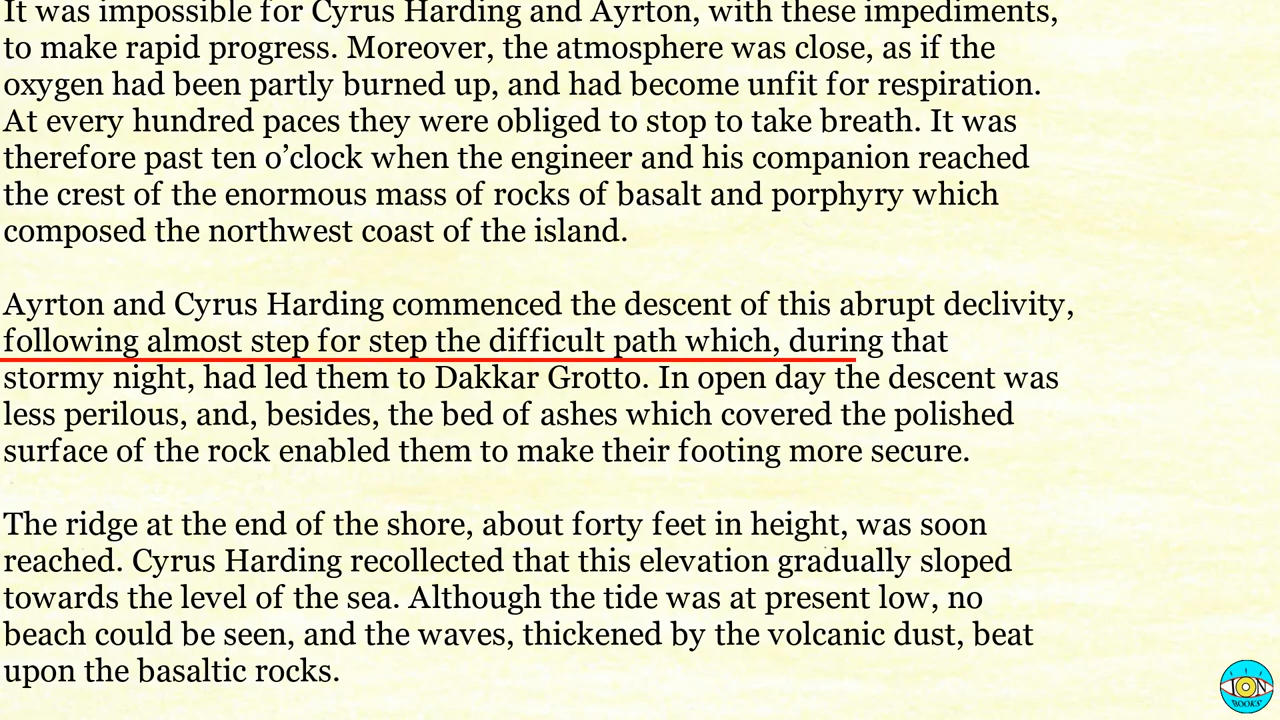 It was impossible for Cyrus Harding and Ayrton, with these impediments,
to make rapid progress. Moreover, the atmosphere was close, as if the
oxygen had been partly burned up, and had become unfit for respiration.
At every hundred paces they were obliged to stop to take breath. It was
therefore past ten o’clock when the engineer and his companion reached
the crest of the enormous mass of rocks of basalt and porphyry which
composed the northwest coast of the island.
Ayrton and Cyrus Harding commenced the descent of this abrupt declivity,
following almost step for step the difficult path which, during that
stormy night, had led them to Dakkar Grotto. In open day the descent was
less perilous, and, besides, the bed of ashes which covered the polished
surface of the rock enabled them to make their footing more secure.
The ridge at the end of the shore, about forty feet in height, was soon
reached. Cyrus Harding recollected that this elevation gradually sloped
towards the level of the sea. Although the tide was at present low, no
beach could be seen, and the waves, thickened by the volcanic dust, beat
upon the basaltic rocks.
ION
BOOKS